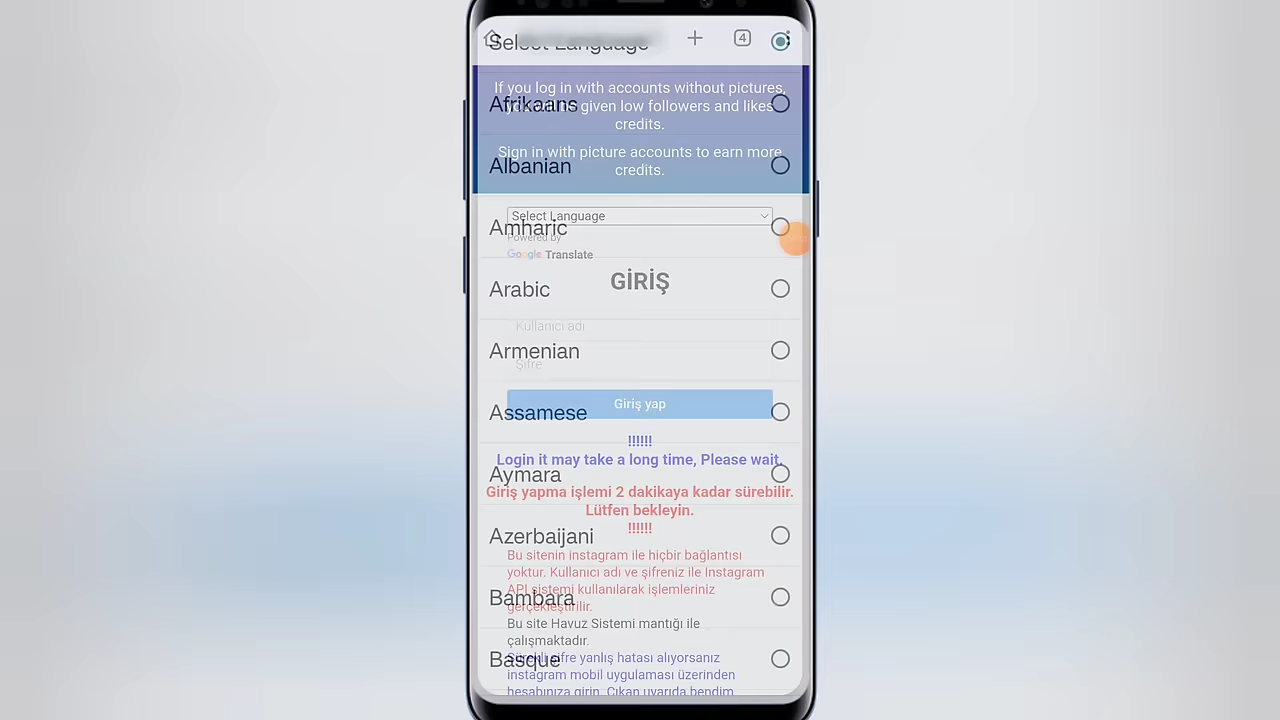 Select Language
4
If you log in with accounts without pictures,
given low followers and likes
credits.
Afrikaans
Sign in with picture accounts to earn more
credits.
Albanian
Select Language
Amharic
Powered by
Google Translate
GİRİŞ
Arabic
Kullanıcı adı
Armenian
Şifre
Giriş yap
Assamese
!!!!!!
Login it may take a long time, Please wait.
Aymara
Giriş yapma işlemi 2 dakikaya kadar sürebilir.
Lütfen bekleyin.
!!!!!!
Azerbaijani
Bu sitenin instagram ile hiçbir bağlantısı
yoktur. Kullanıcı adı ve şifreniz ile Instagram
API sistemi kullanılarak işlemleriniz
gerçekleştirilir.
Bambara
Bu site Havuz Sistemi mantığı ile
çalışmaktadır.
Sürekli şifre yanlış hatası alıyorsanız
Basque
instagram mobil uygulaması üzerinden
hesabınıza girin. Çıkan uyarıda bendim